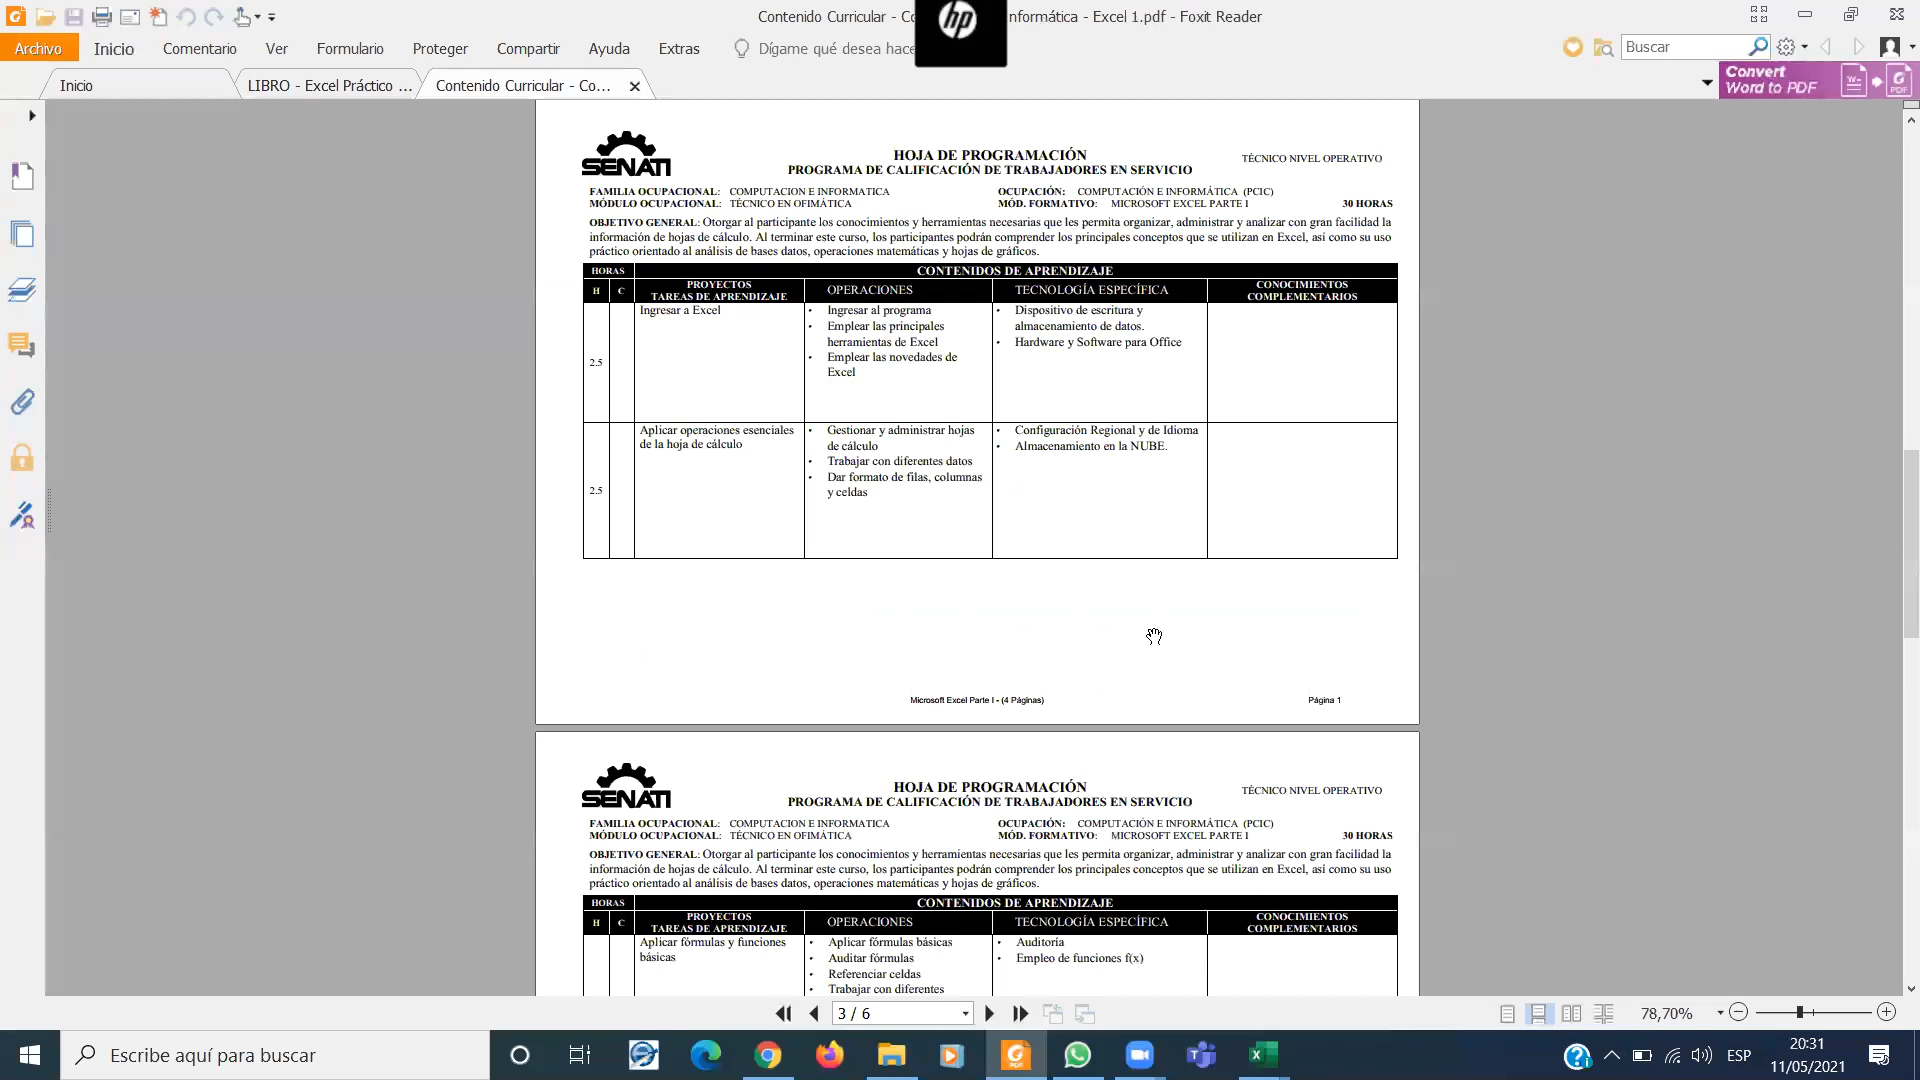 Contenido Curricular - Co
nformática - Excel 1.pdf - Foxit Reader
hp
Archivo Inicio Comentario Ver Formulario Proteger Compartir Ayuda Extras Dígame qué desea hace Buscar
Inicio LIBRO - Excel Práctico ... Contenido Curricular - Co... Convert
Word to PDF
SENATI
HOJA DE PROGRAMACIÓN
PROGRAMA DE CALIFICACIÓN DE TRABAJADORES EN SERVICIO
TÉCNICO NIVEL OPERATIVO
FAMILIA OCUPACIONAL: COMPUTACION E INFORMATICA OCUPACIÓN: COMPUTACIÓN E INFORMÁTICA (PCIC)
MÓDULO OCUPACIONAL: TÉCNICO EN OFIMÁTICA MÓD. FORMATIVO: MICROSOFT EXCEL PARTE I 30 HORAS
OBJETIVO GENERAL: Otorgar al participante los conocimientos y herramientas necesarias que les permita organizar, administrar y analizar con gran facilidad la
información de hojas de cálculo. Al terminar este curso, los participantes podrán comprender los principales conceptos que se utilizan en Excel, así como su uso
práctico orientado al análisis de bases datos, operaciones matemáticas y hojas de gráficos.
HORAS CONTENIDOS DE APRENDIZAJE
H C PROYECTOS
TAREAS DE APRENDIZAJE
OPERACIONES TECNOLOGÍA ESPECÍFICA CONOCIMIENTOS
COMPLEMENTARIOS
2.5
Ingresar a Excel
• Ingresar al programa
• Emplear las principales
herramientas de Excel
• Emplear las novedades de
Excel
• Dispositivo de escritura y
almacenamiento de datos.
• Hardware y Software para Office
2.5
Aplicar operaciones esenciales
de la hoja de cálculo
• Gestionar y administrar hojas
de cálculo
• Trabajar con diferentes datos
• Dar formato de filas, columnas
y celdas
• Configuración Regional y de Idioma
• Almacenamiento en la NUBE.
Microsoft Excel Parte I - (4 Páginas) Página 1
SENATI
HOJA DE PROGRAMACIÓN
PROGRAMA DE CALIFICACIÓN DE TRABAJADORES EN SERVICIO
TÉCNICO NIVEL OPERATIVO
FAMILIA OCUPACIONAL: COMPUTACION E INFORMATICA OCUPACIÓN: COMPUTACIÓN E INFORMÁTICA (PCIC)
MÓDULO OCUPACIONAL: TÉCNICO EN OFIMÁTICA MÓD. FORMATIVO: MICROSOFT EXCEL PARTE I 30 HORAS
OBJETIVO GENERAL: Otorgar al participante los conocimientos y herramientas necesarias que les permita organizar, administrar y analizar con gran facilidad la
información de hojas de cálculo. Al terminar este curso, los participantes podrán comprender los principales conceptos que se utilizan en Excel, así como su uso
práctico orientado al análisis de bases datos, operaciones matemáticas y hojas de gráficos.
HORAS CONTENIDOS DE APRENDIZAJE
H C PROYECTOS
TAREAS DE APRENDIZAJE
OPERACIONES TECNOLOGÍA ESPECÍFICA CONOCIMIENTOS
COMPLEMENTARIOS
Aplicar fórmulas y funciones
básicas
• Aplicar fórmulas básicas
• Auditar fórmulas
• Referenciar celdas
• Trabajar con diferentes
• Auditoría
• Empleo de funciones f(x)
3 / 6 78,70%
Escribe aquí para buscar
ESP
20:31
11/05/2021